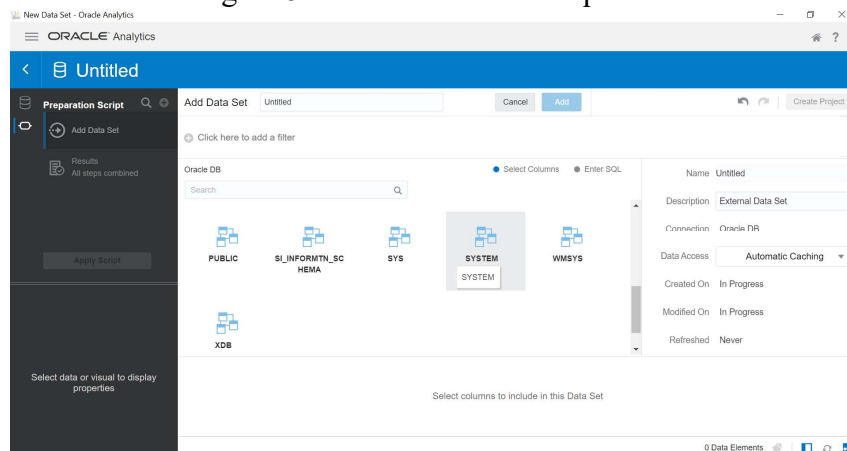 New Data Set - Oracle Analytics
ORACLE Analytics
?
Untitled
Preparation Script
Add Data Set
Results
All steps combined
Apply Script
Select data or visual to display
properties
Add Data Set
Untitled
Cancel
Add
Create Project
Click here to add a filter
Oracle DB
Select Columns
Enter SQL
Search
PUBLIC
SI_INFORMTN_SC
HEMA
SYS
SYSTEM
WMSYS
SYSTEM
XDB
Select columns to include in this Data Set
Name Untitled
Description External Data Set
Connection Oracle DB
Data Access Automatic Caching
Created On In Progress
Modified On In Progress
Refreshed Never
0 Data Elements